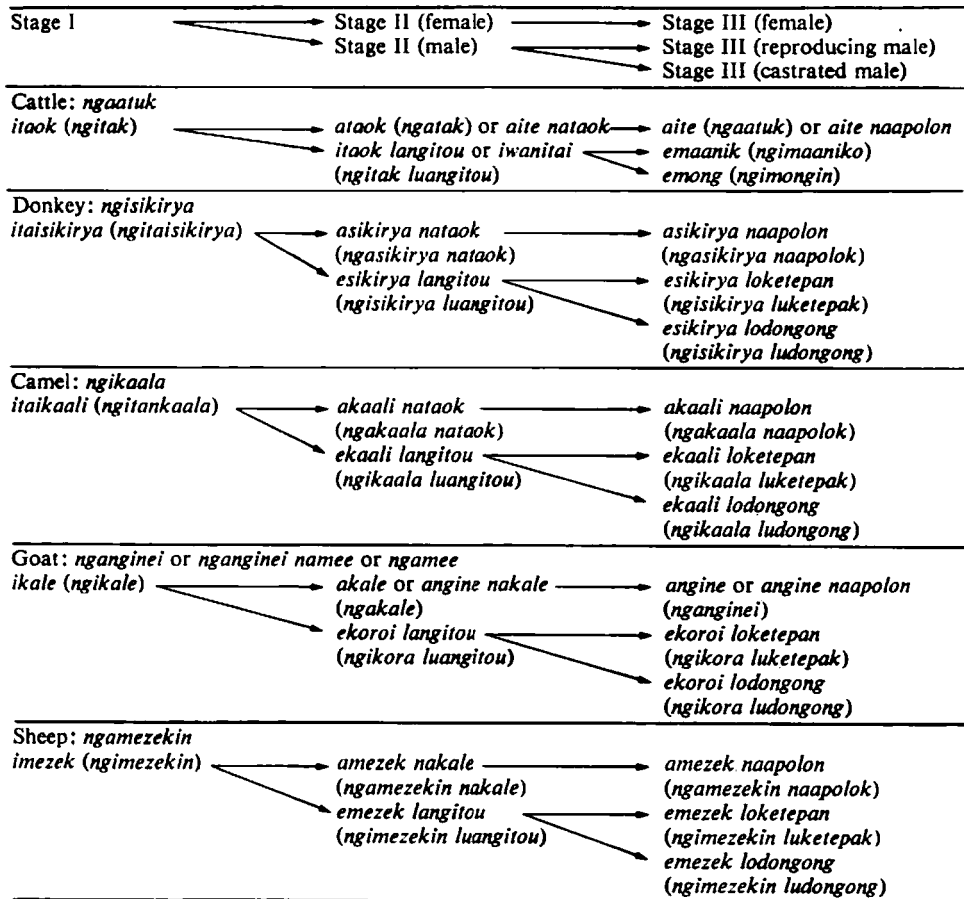 Stage I Stage II (female) Stage III (female)
Stage II (male) Stage III (reproducing male)
Stage III (castrated male)
Cattle: ngaatuk
itaok (ngitak) ataok (ngatak) or aite nataok aite (ngaatuk) or aite naapolon
itaok langitou or iwanitai emaanik (ngimaaniko)
(ngitak luangitou) emong (ngimongin)
Donkey: ngisikirya
itaisikirya (ngitaisikirya) asikirya nataok asikirya naapolon
(ngasikirya nataok) (ngasikirya naapolok)
esikirya langitou esikirya loketepan
(ngisikirya luangitou) (ngisikirya luketepak)
esikirya lodongong
(ngisikirya ludongong)
Camel: ngikaala
itaikaali (ngitankaala) akaali nataok akaali naapolon
(ngakaala nataok) (ngakaala naapolok)
ekaali langitou ekaali loketepan
(ngikaala luangitou) (ngikaala luketepak)
ekaali lodongong
(ngikaala ludongong)
Goat: nganginei or nganginei namee or ngamee
ikale (ngikale) akale or angine nakale angine or angine naapolon
(ngakale) (nganginei)
ekoroi langitou ekoroi loketepan
(ngikora luangitou) (ngikora luketepak)
ekoroi lodongong
(ngikora ludongong)
Sheep: ngamezekin
imezek (ngimezekin) amezek nakale amezek naapolon
(ngamezekin nakale) (ngamezekin naapolok)
emezek langitou emezek loketepan
(ngimezekin luangitou) (ngimezekin luketepak)
emezek lodongong
(ngimezekin ludongong)